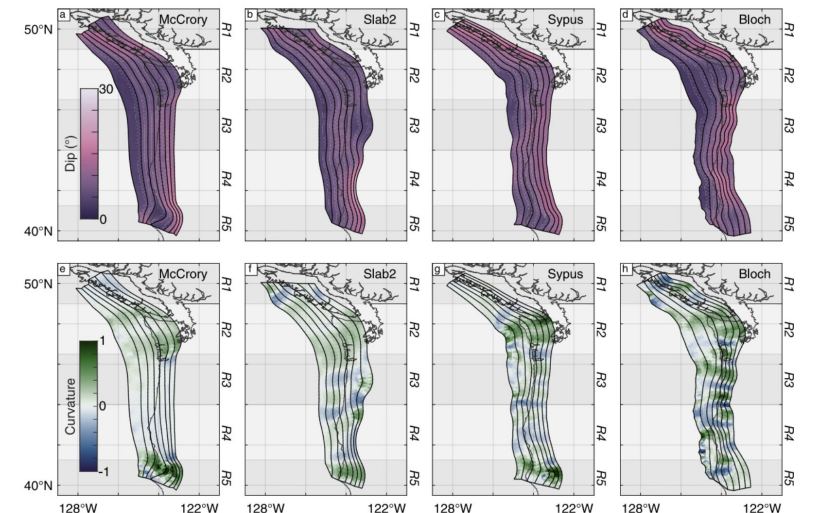 a McCrory
b Slab2
c Sypus
d Bloch
50°N
40°N
30
0
Dip (°)
R1
R2
R3
R4
R5
R1
R2
R3
R4
R5
R1
R2
R3
R4
R5
R1
R2
R3
R4
R5
e McCrory
f Slab2
g Sypus
h Bloch
50°N
40°N
1
0
-1
Curvature
R1
R2
R3
R4
R5
R1
R2
R3
R4
R5
R1
R2
R3
R4
R5
R1
R2
R3
R4
R5
128°W 122°W 128°W 122°W 128°W 122°W 128°W 122°W